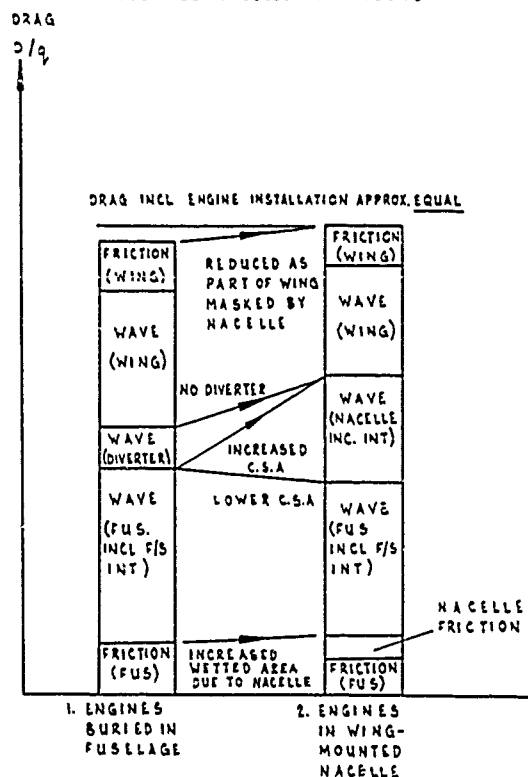 DRAG
D/q
DRAG INCL ENGINE INSTALLATION APPROX. EQUAL
FRICTION
(WING)
WAVE
(WING)
WAVE
(DIVERTER)
WAVE
(FUS.
INCL F/S
INT)
FRICTION
(FUS)
REDUCED AS
PART OF WING
MASKED BY
NACELLE
NO DIVERTER
INCREASED
C.S.A
LOWER C.S.A
INCREASED
WETTED AREA
DUE TO NACELLE
FRICTION
(WING)
WAVE
(WING)
WAVE
(NACELLE
INC. INT)
WAVE
(FUS
INCL F/S
INT)
FRICTION
(FUS)
NACELLE
FRICTION
1. ENGINES
BURIED IN
FUSELAGE
2. ENGINES
IN WING-
MOUNTED
NACELLE